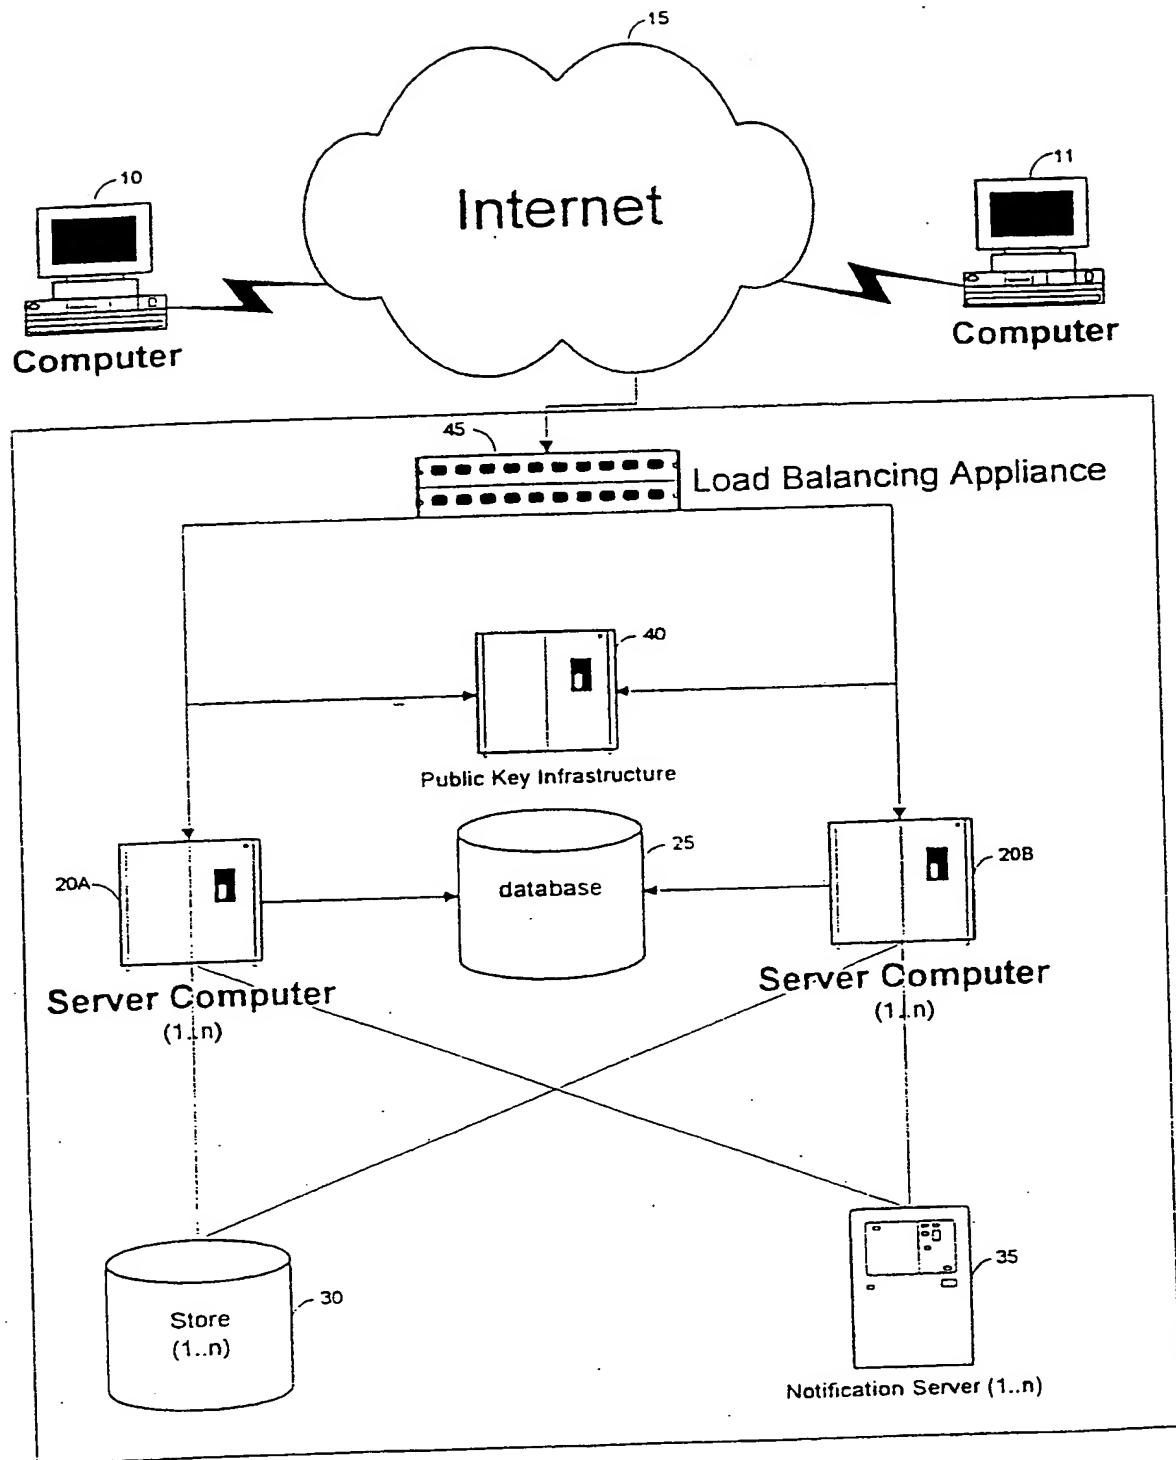 15
10
11
Internet
Computer
Computer
45
Load Balancing Appliance
40
Public Key Infrastructure
20A
25
20B
database
Server Computer
(1..n)
Server Computer
(1..n)
30
35
Store
(1..n)
Notification Server (1..n)